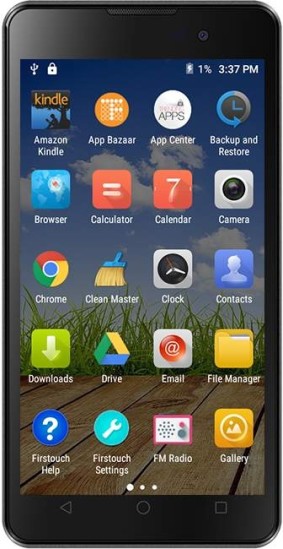 1% 3:37 PM
kindle
APPS
7
Amazon Kindle
App Bazaar
App Center
Backup and Restore
Browser
Calculator
Calendar
Camera
Chrome
Clean Master
Clock
Contacts
Downloads
Drive
Email
File Manager
Firstouch Help
Firstouch Settings
FM Radio
Gallery